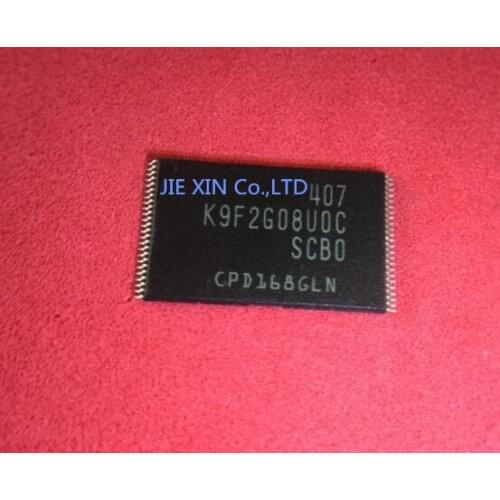 JIE XIN Co.,LTD
407
K9F2G08U0C
SCB0
CPD168GLN